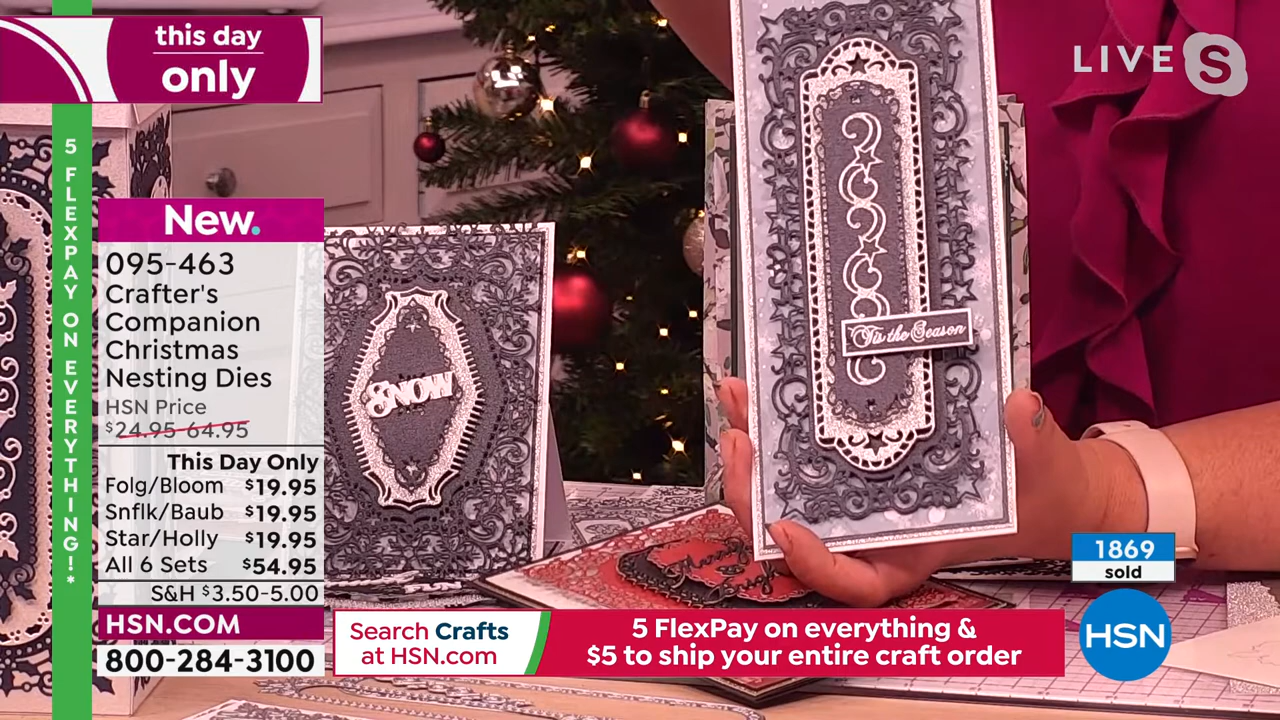 this day
only
5 FLEXPAY ON EVERYTHING!*
New.
095-463
Crafter's
Companion
Christmas
Nesting Dies
HSN Price
$24.95-64.95
This Day Only
Folg/Bloom $19.95
Snflk/Baub $19.95
Star/Holly $19.95
All 6 Sets $54.95
S&H $3.50-5.00
HSN.COM
800-284-3100
Search Crafts
at HSN.com
5 FlexPay on everything &
$5 to ship your entire craft order
LIVE S
SNOW
'Tis the Season
1869
sold
HSN